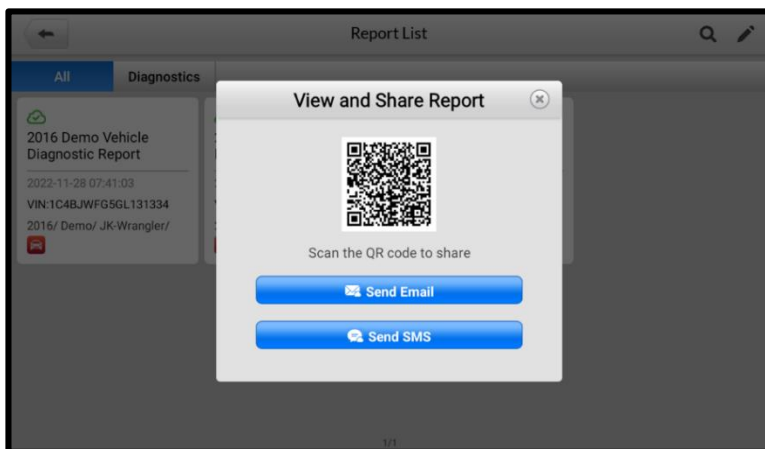 Report List
All
Diagnostics
2016 Demo Vehicle
Diagnostic Report
2022-11-28 07:41:03
VIN:1C4BJWFG5GL131334
2016/ Demo/ JK-Wrangler/
View and Share Report
Scan the QR code to share
Send Email
Send SMS
1/1